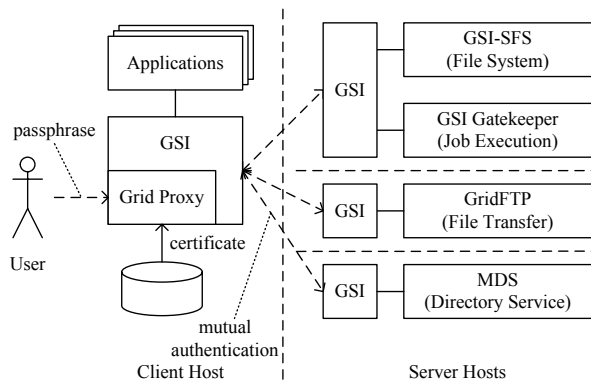 Applications
passphrase
GSI
Grid Proxy
certificate
User
mutual
authentication
Client Host
GSI
GSI-SFS
(File System)
GSI Gatekeeper
(Job Execution)
GSI
GridFTP
(File Transfer)
GSI
MDS
(Directory Service)
Server Hosts